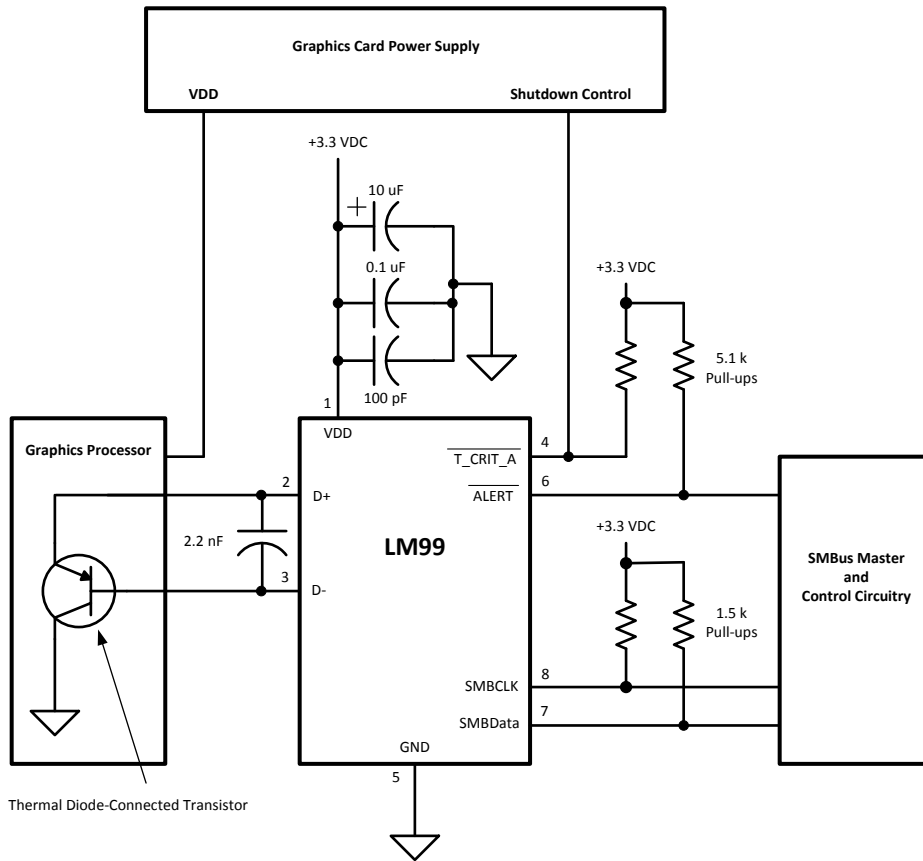 Graphics Card Power Supply
VDD
Shutdown Control
+3.3 VDC
10 uF
0.1 uF
100 pF
+3.3 VDC
5.1 k
Pull-ups
1
VDD
Graphics Processor
4
T_CRIT_A
2
D+
6
ALERT
2.2 nF
LM99
+3.3 VDC
SMBus Master
and
Control Circuitry
3
D-
1.5 k
Pull-ups
SMBCLK
8
SMBData
7
GND
5
Thermal Diode-Connected Transistor